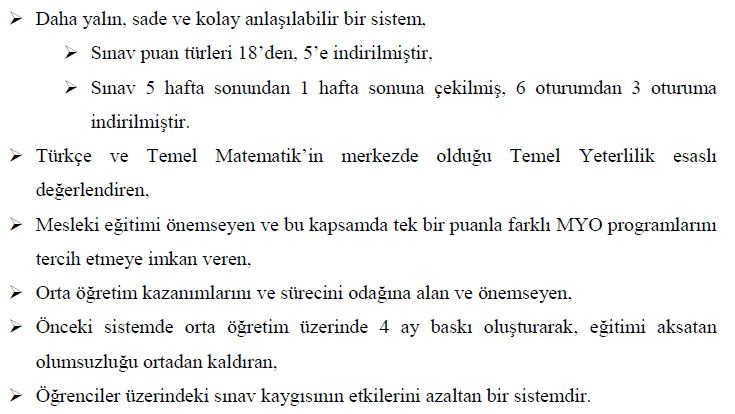 ➢ Daha yalın, sade ve kolay anlaşılabilir bir sistem,
➢ Sınav puan türleri 18’den, 5’e indirilmiştir,
➢ Sınav 5 hafta sonundan 1 hafta sonuna çekilmiş, 6 oturumdan 3 oturuma
indirilmiştir.
➢ Türkçe ve Temel Matematik’in merkezde olduğu Temel Yeterlilik esaslı
değerlendiren,
➢ Mesleki eğitimi önemseyen ve bu kapsamda tek bir puanla farklı MYO programlarını
tercih etmeye imkan veren,
➢ Orta öğretim kazanımlarını ve sürecini odağına alan ve önemseyen,
➢ Önceki sistemde orta öğretim üzerinde 4 ay baskı oluşturarak, eğitimi aksatan
olumsuzluğu ortadan kaldıran,
➢ Öğrenciler üzerindeki sınav kaygısının etkilerini azaltan bir sistemdir.